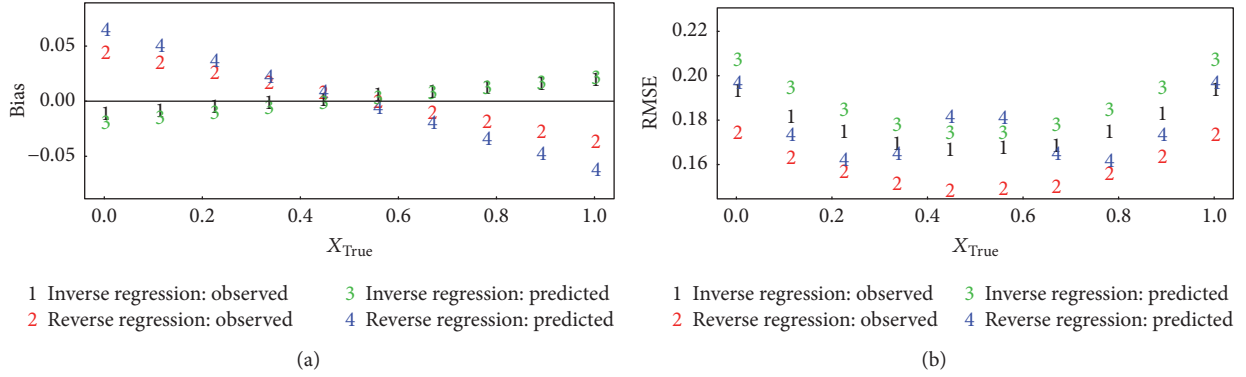 Bias
0.05
0.00
−0.05
0.0 0.2 0.4 0.6 0.8 1.0
X_True
1 Inverse regression: observed
2 Reverse regression: observed
3 Inverse regression: predicted
4 Reverse regression: predicted
(a)
RMSE
0.22
0.20
0.18
0.16
0.0 0.2 0.4 0.6 0.8 1.0
X_True
1 Inverse regression: observed
2 Reverse regression: observed
3 Inverse regression: predicted
4 Reverse regression: predicted
(b)